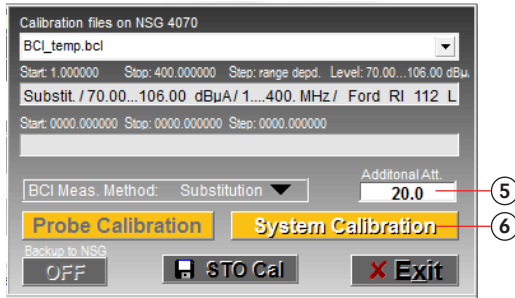 Calibration files on NSG 4070
BCI_temp.bcl
Start: 1.000000 Stop: 400.000000 Step: range depd. Level: 70.00...106.00 dBµA
Substit. / 70.00...106.00 dBµA / 1....400. MHz / Ford RI 112 L
Start: 0000.000000 Stop: 0000.000000 Step: 0000.000000
Additonal Att.
BCI Meas. Method: Substitution
20.0
5
Probe Calibration
System Calibration
6
Backup to NSG
OFF
STO Cal
Exit